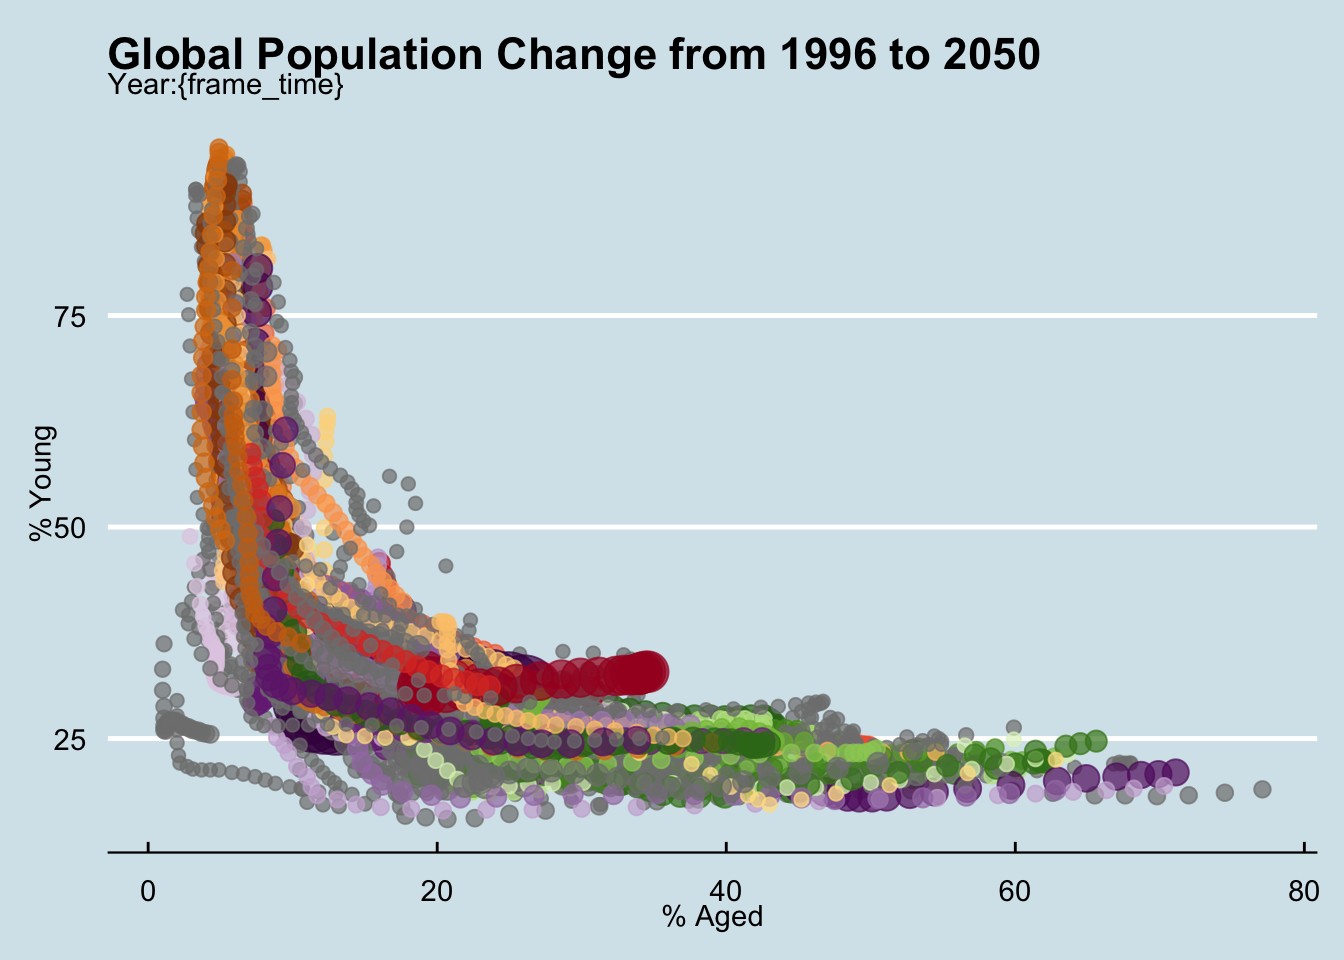 Global Population Change from 1996 to 2050
Year:{frame_time}
75
50
25
% Young
0 20 40 60 80
% Aged